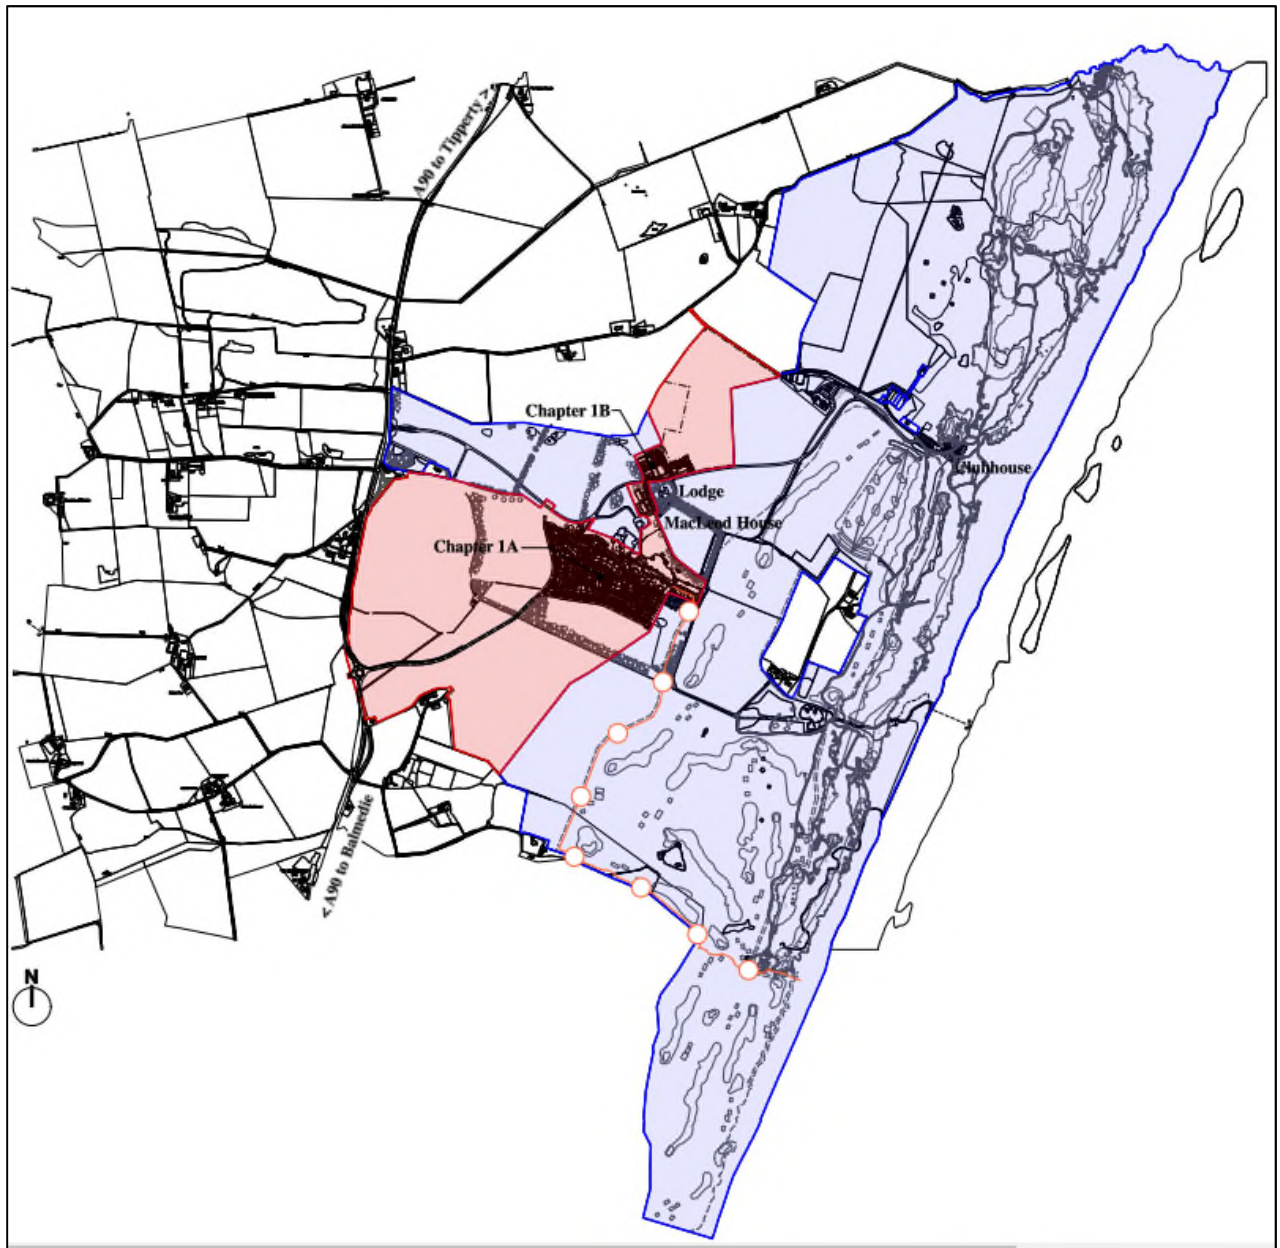 A90 to Tipperty >
Chapter 1B
Clubhouse
Lodge
MacLeod House
Chapter 1A
< A90 to Balmedie
N